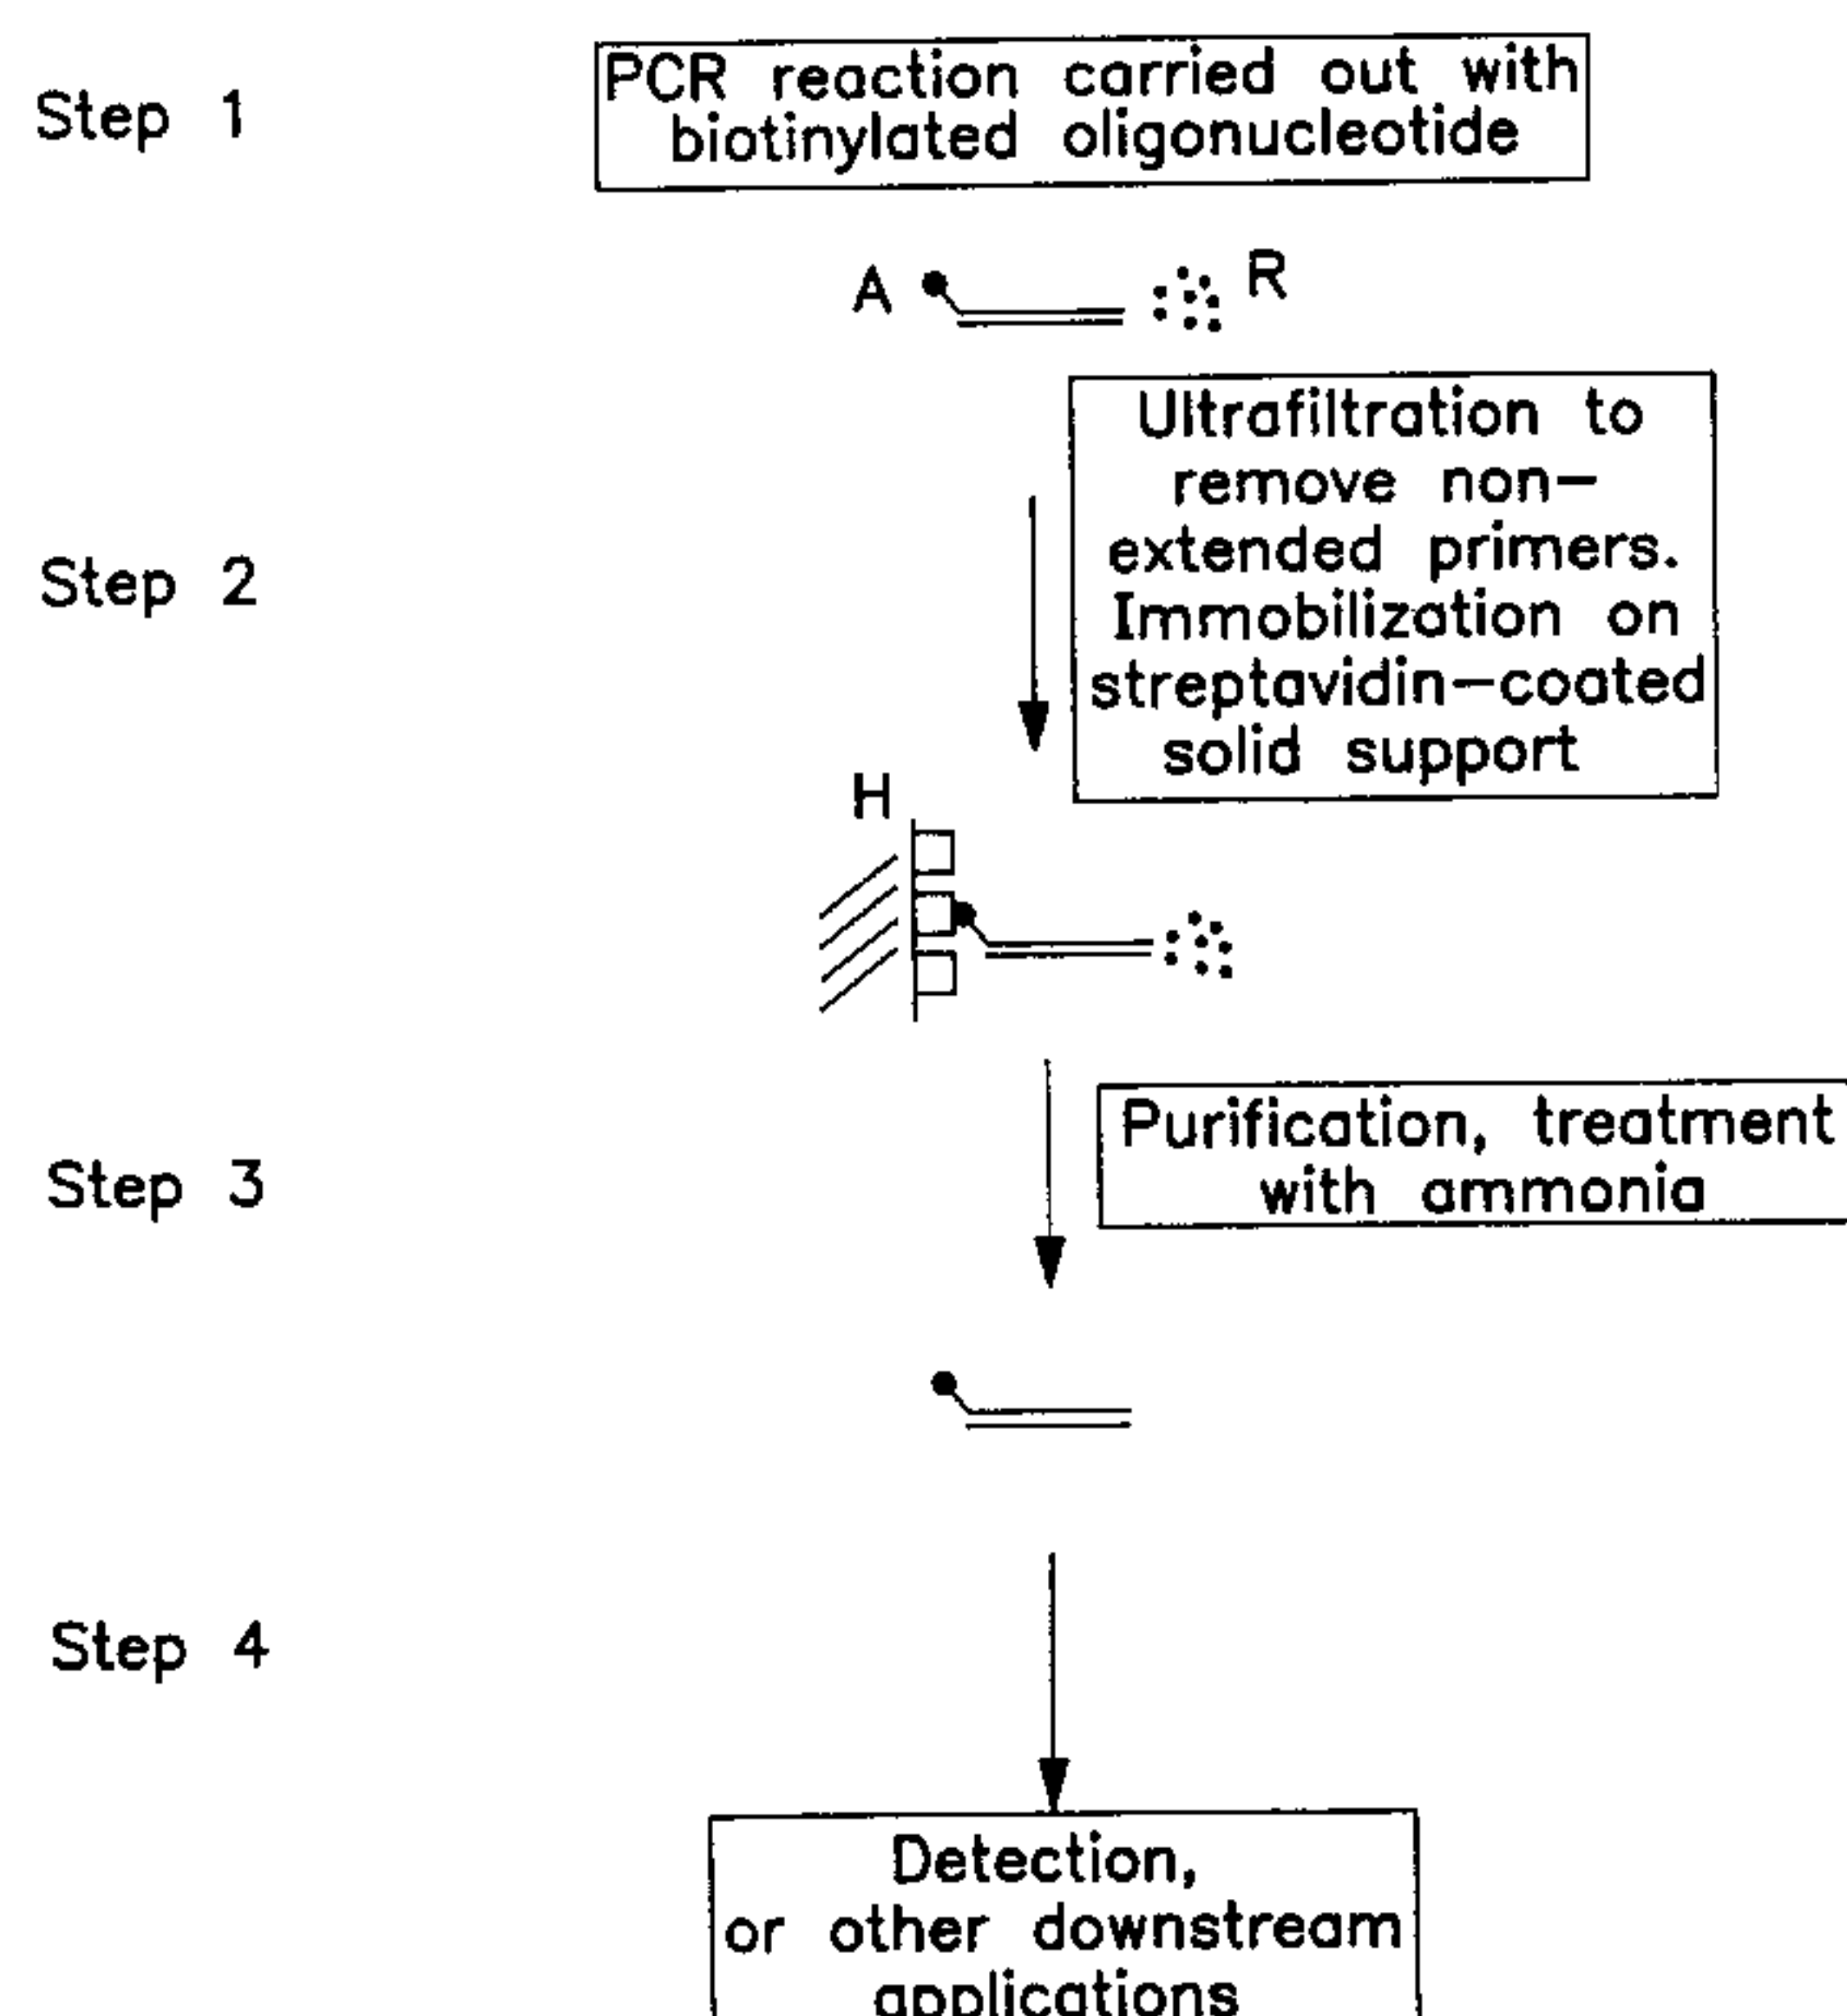 Step 1
PCR reaction carried out with
biotinylated oligonucleotide
A
R
Step 2
Ultrafiltration to
remove non-
extended primers.
Immobilization on
streptavidin-coated
solid support
H
Step 3
Purification, treatment
with ammonia
Step 4
Detection,
or other downstream
applications